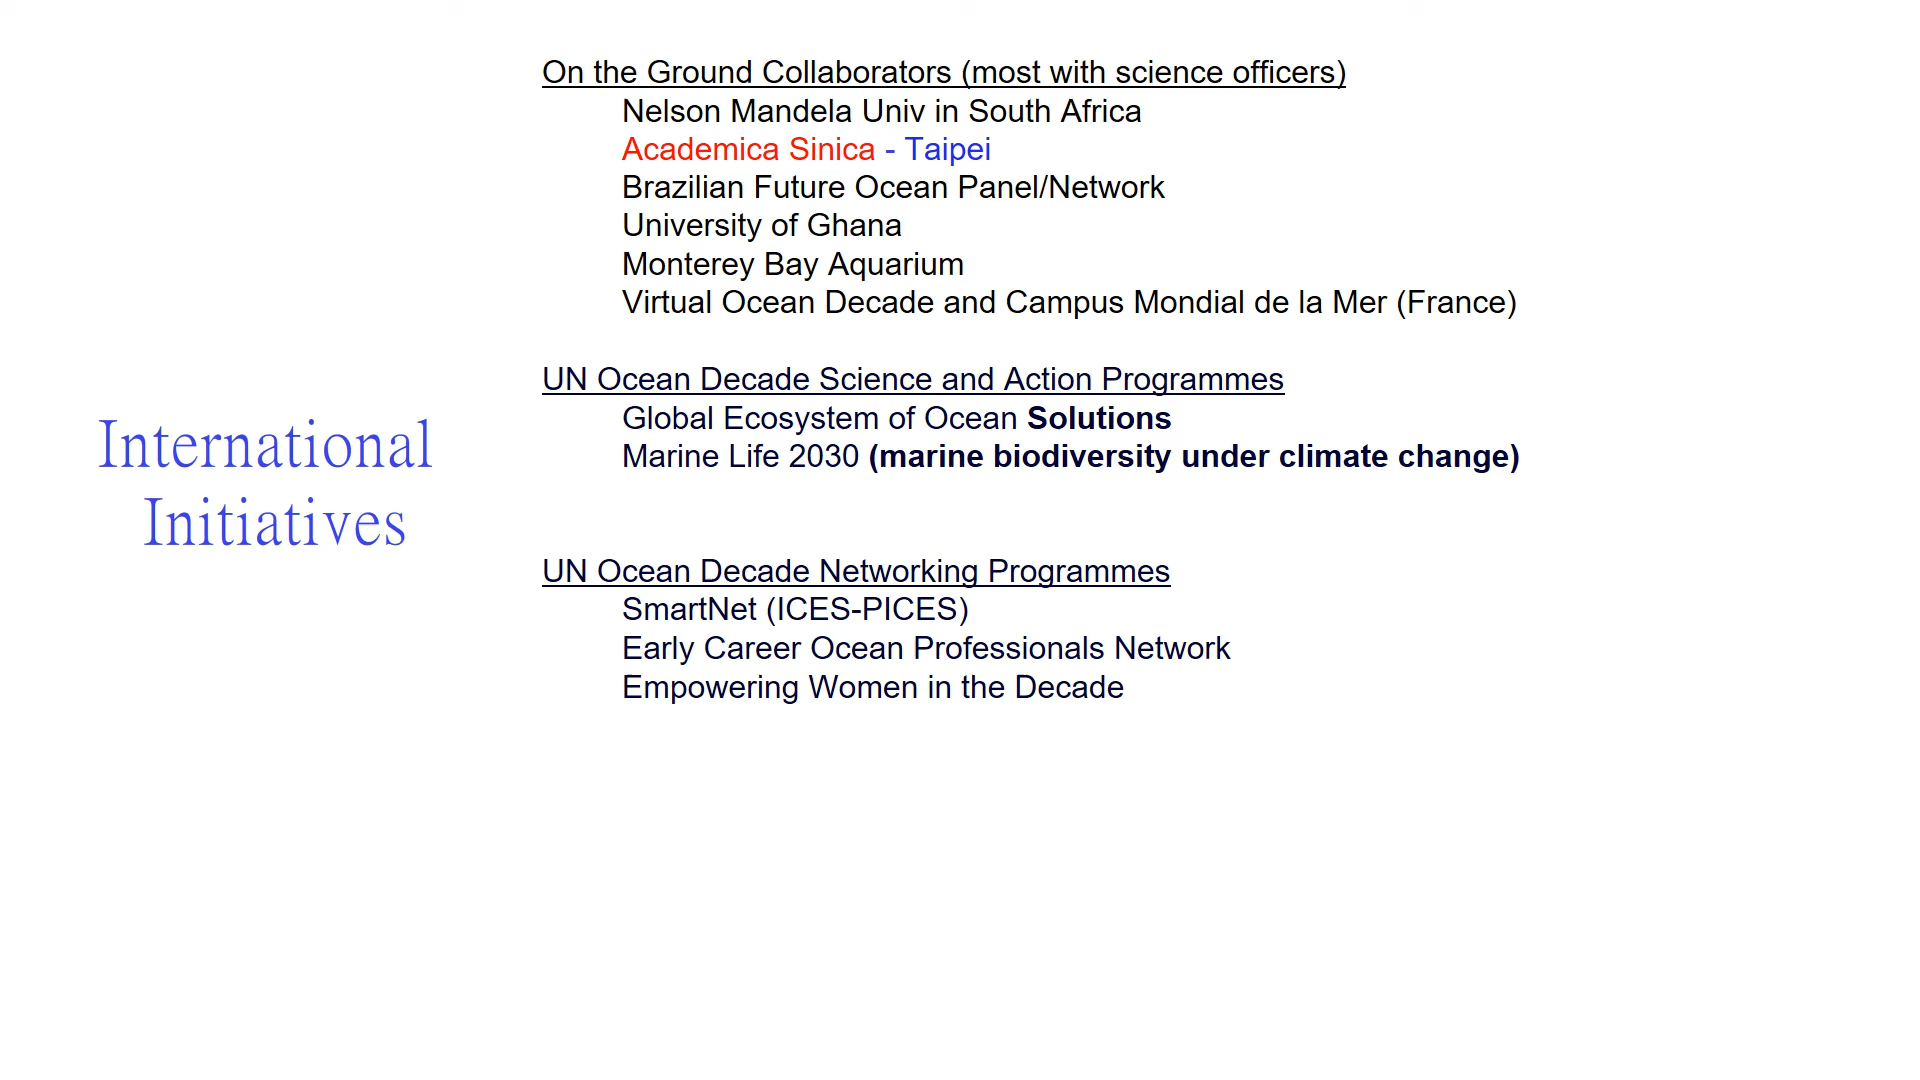 On the Ground Collaborators (most with science officers)
Nelson Mandela Univ in South Africa
Academica Sinica - Taipei
Brazilian Future Ocean Panel/Network
University of Ghana
Monterey Bay Aquarium
Virtual Ocean Decade and Campus Mondial de la Mer (France)
UN Ocean Decade Science and Action Programmes
Global Ecosystem of Ocean Solutions
Marine Life 2030 (marine biodiversity under climate change)
International
Initiatives
UN Ocean Decade Networking Programmes
SmartNet (ICES-PICES)
Early Career Ocean Professionals Network
Empowering Women in the Decade